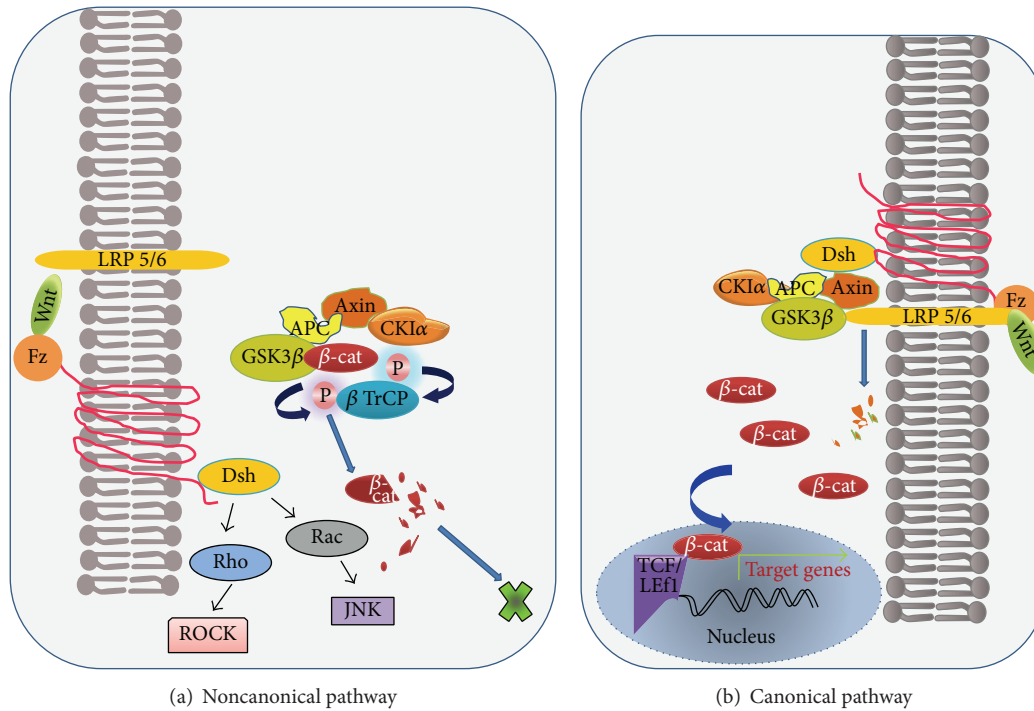 LRP 5/6
Wnt
Fz
Axin
APC
CKIα
GSK3β
β-cat
P
P
β TrCP
β-
cat
Dsh
Rho
Rac
ROCK
JNK
(a) Noncanonical pathway
Dsh
CKIα
APC
Axin
GSK3β
LRP 5/6
Fz
Wnt
β-cat
β-cat
β-cat
β-cat
TCF/
LEf1
Target genes
Nucleus
(b) Canonical pathway